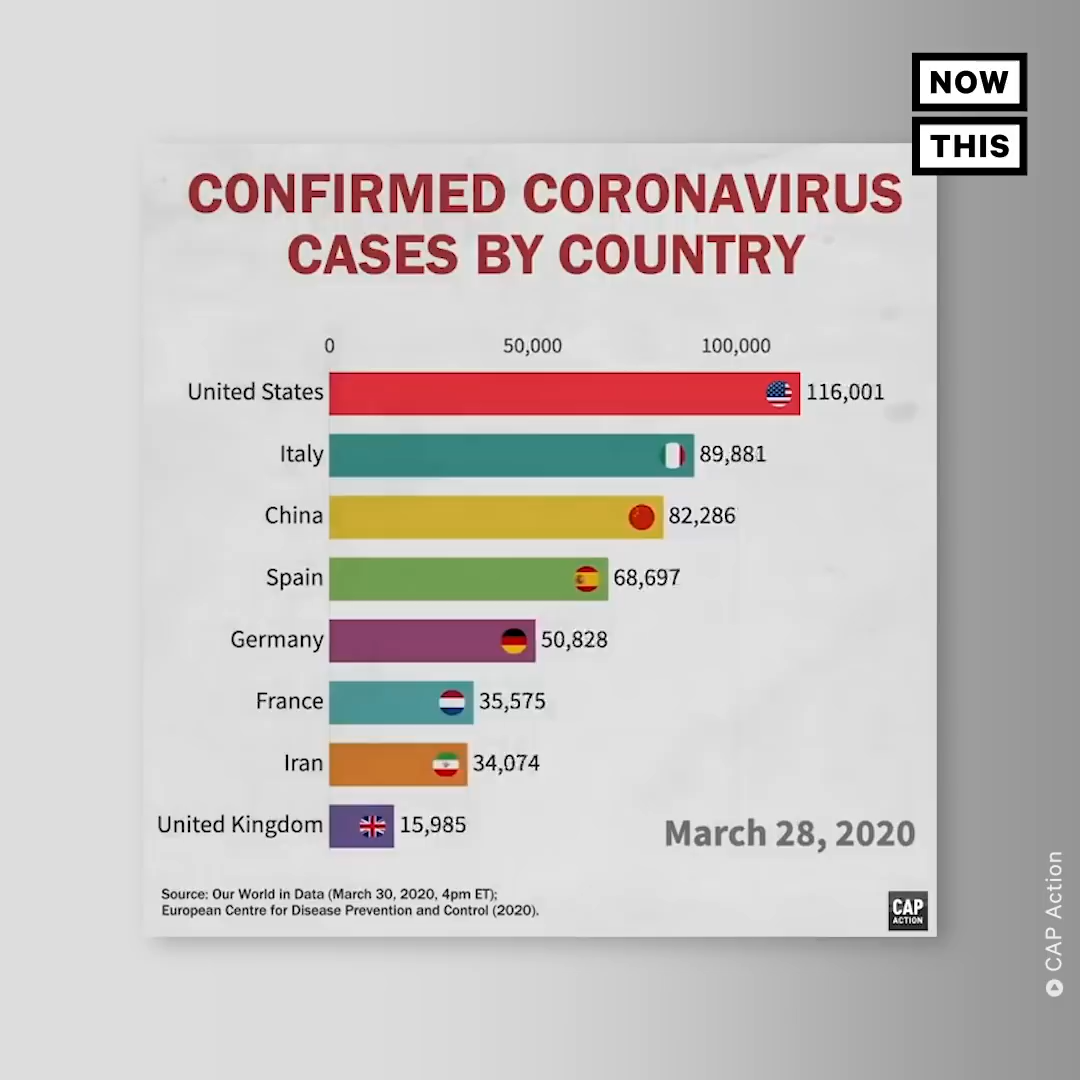 NOW
THIS
CONFIRMED CORONAVIRUS
CASES BY COUNTRY
0 50,000 100,000
United States 116,001
Italy 89,881
China 82,286
Spain 68,697
Germany 50,828
France 35,575
Iran 34,074
United Kingdom 15,985
March 28, 2020
Source: Our World in Data (March 30, 2020, 4pm ET);
European Centre for Disease Prevention and Control (2020).
CAP
ACTION
CAP Action